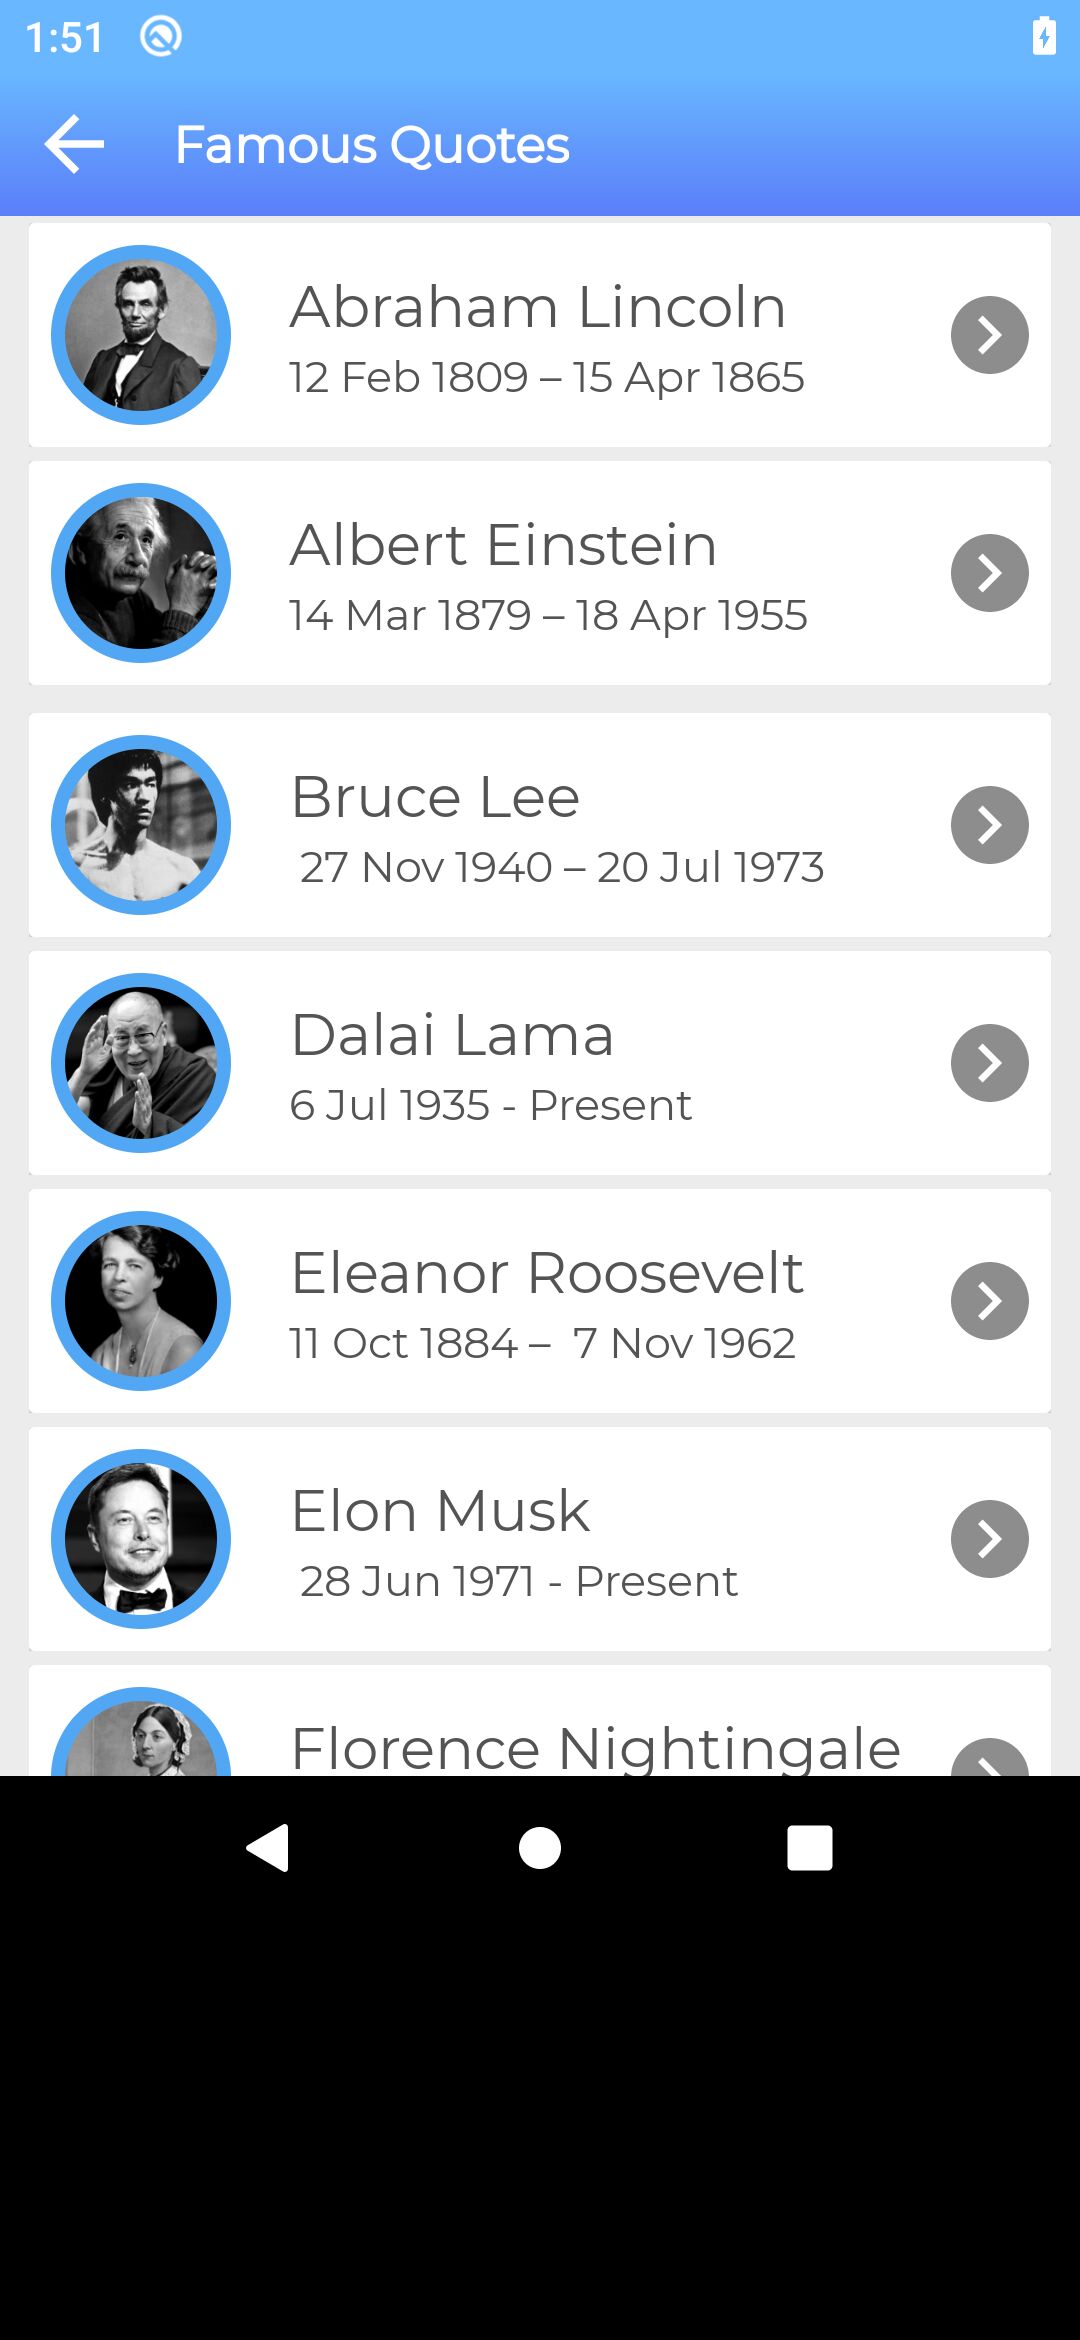 1:51
Famous Quotes
Abraham Lincoln
12 Feb 1809 – 15 Apr 1865
Albert Einstein
14 Mar 1879 – 18 Apr 1955
Bruce Lee
27 Nov 1940 – 20 Jul 1973
Dalai Lama
6 Jul 1935 - Present
Eleanor Roosevelt
11 Oct 1884 – 7 Nov 1962
Elon Musk
28 Jun 1971 - Present
Florence Nightingale